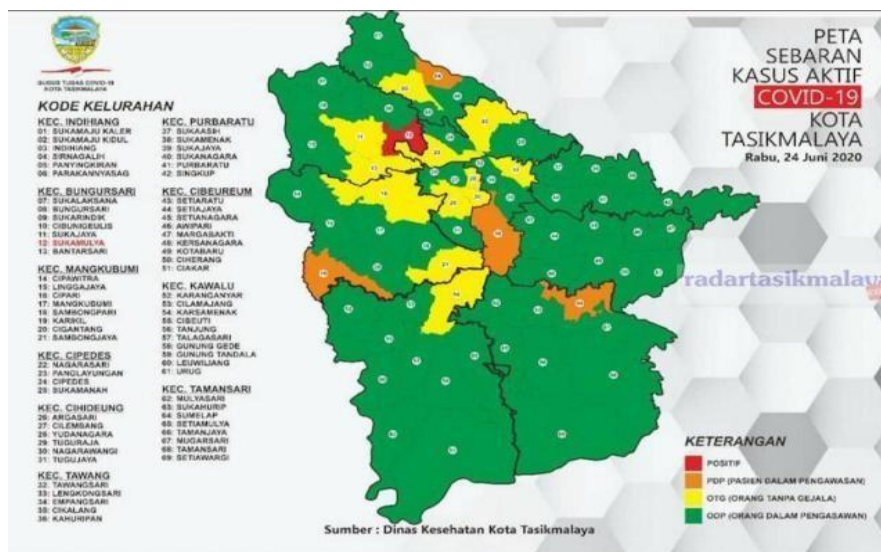 GUGUS TUGAS COVID-19
KOTA TASIKMALAYA
KODE KELURAHAN
KEC. INDIHIANG
01: SUKAMAJU KALER
02: SUKAMAJU KIDUL
03: INDIHIANG
04: SIRNAGALIH
05: PANYINGKIRAN
06: PARAKANNYASAG
KEC. BUNGURSARI
07: SUKALAKSANA
08: BUNGURSARI
09: SUKARINDIK
10: CIBUNIGEULIS
11: SUKAJAYA
12: SUKAMULYA
13: BANTARSARI
KEC. MANGKUBUMI
14: CIPAWITRA
15: LINGGAJAYA
16: CIPARI
17: MANGKUBUMI
18: SAMBONGPARI
19: KARIKIL
20: CIGANTANG
21: SAMBONGJAYA
KEC. CIPEDES
22: NAGARASARI
23: PANGLAYUNGAN
24: CIPEDES
25: SUKAMANAH
KEC. CIHIDEUNG
26: ARGASARI
27: CILEMBANG
28: YUDANAGARA
29: TUGURAJA
30: NAGARAWANGI
31: TUGUJAYA
KEC. TAWANG
32: TAWANGSARI
33: LENGKONGSARI
34: EMPANGSARI
35: CIKALANG
36: KAHURIPAN
KEC. PURBARATU
37: SUKAASIH
38: SUKAMENAK
39: SUKAJAYA
40: SUKANAGARA
41: PURBARATU
42: SINGKUP
KEC. CIBEUREUM
43: SETIARATU
44: SETIAJAYA
45: SETIANAGARA
46: AWIPARI
47: MARGABAKTI
48: KERSANAGARA
49: KOTABARU
50: CIHERANG
51: CIAKAR
KEC. KAWALU
52: KARANGANYAR
53: CILAMAJANG
54: KARSAMENAK
55: CIBEUTI
56: TANJUNG
57: TALAGASARI
58: GUNUNG GEDE
59: GUNUNG TANDALA
60: LEUWILIANG
61: URUG
KEC. TAMANSARI
62: MULYASARI
63: SUKAHURIP
64: SUMELAP
65: SETIAMULYA
66: TAMANJAYA
67: MUGARSARI
68: TAMANSARI
69: SETIAWARGI
PETA
SEBARAN
KASUS AKTIF
COVID-19
KOTA
TASIKMALAYA
Rabu, 24 Juni 2020
radartasikmalaya
KETERANGAN
POSITIF
PDP (PASIEN DALAM PENGAWASAN)
OTG (ORANG TANPA GEJALA)
ODP (ORANG DALAM PENGASAWAN)
Sumber : Dinas Kesehatan Kota Tasikmalaya